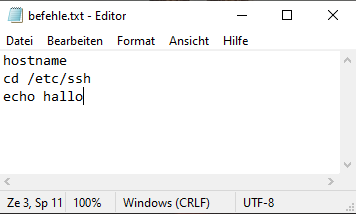 befehle.txt - Editor
Datei Bearbeiten Format Ansicht Hilfe
hostname
cd /etc/ssh
echo hallo
Ze 3, Sp 11 100% Windows (CRLF) UTF-8